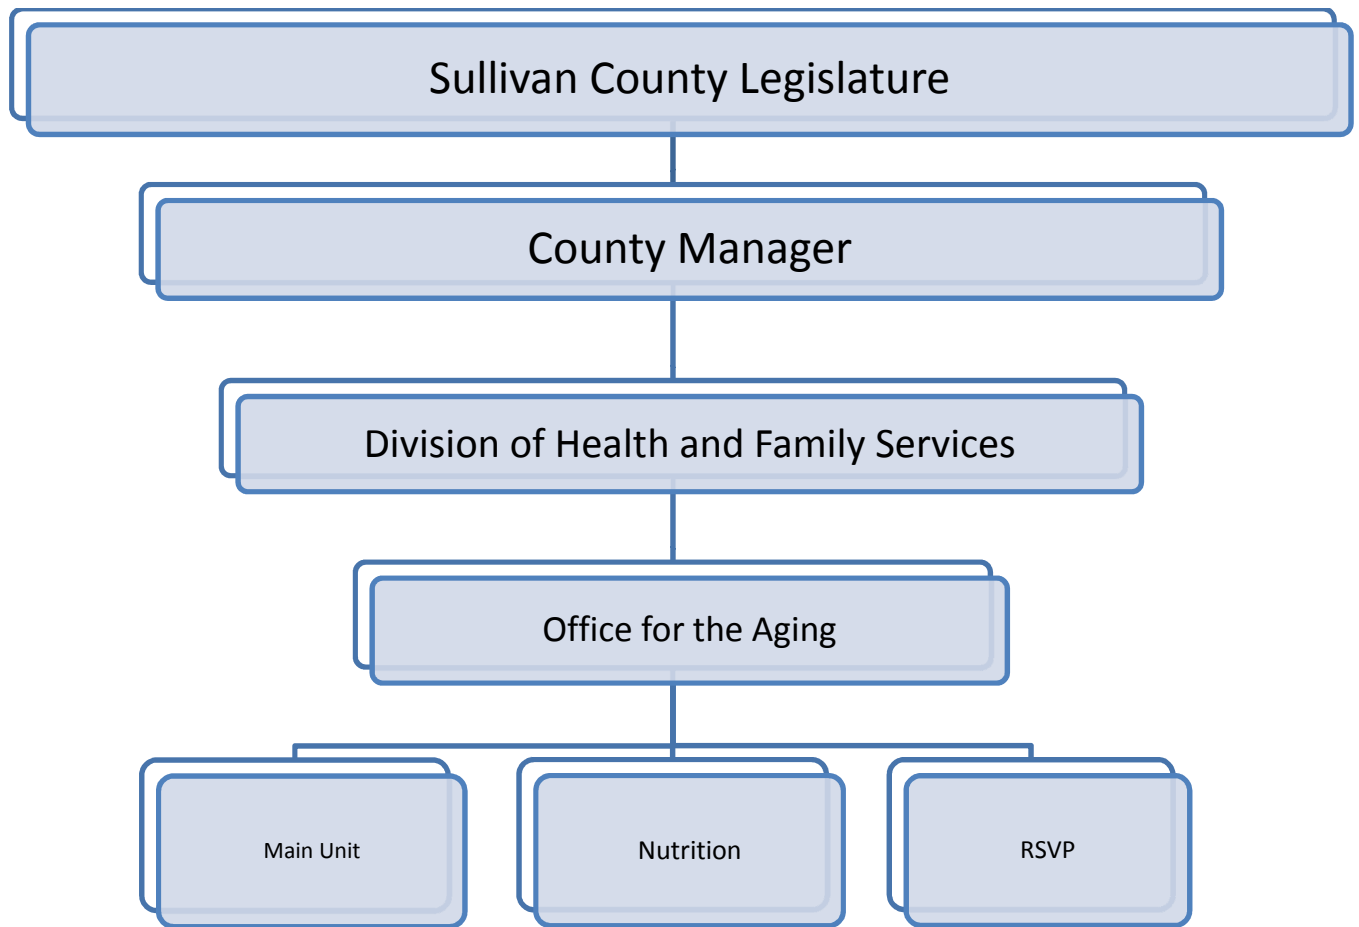 Sullivan County Legislature
County Manager
Division of Health and Family Services
Office for the Aging
Main Unit
Nutrition
RSVP